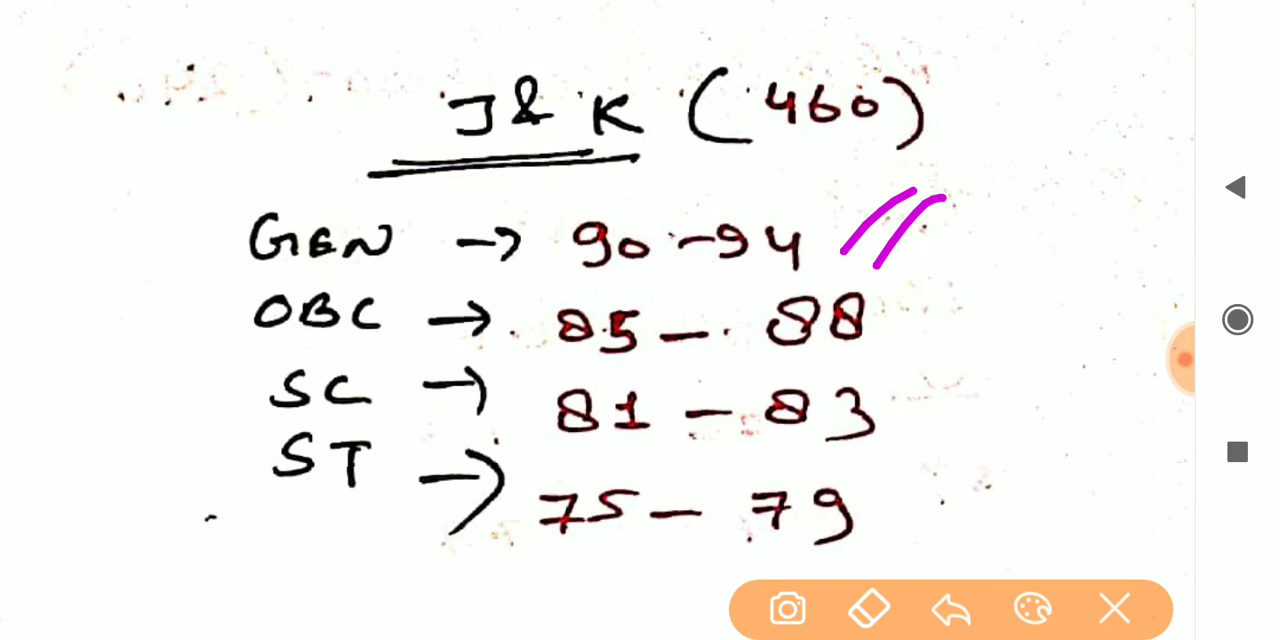 J & K (460)
GEN → 90 - 94
OBC → 85 - 88
SC → 81 - 83
ST → 75 - 79